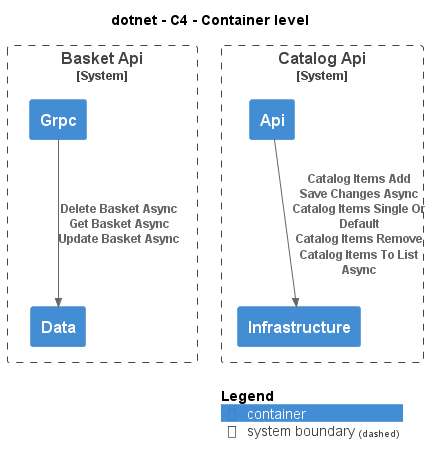 dotnet - C4 - Container level
Basket Api
[System]
Catalog Api
[System]
Grpc
Api
Delete Basket Async
Get Basket Async
Update Basket Async
Catalog Items Add
Save Changes Async
Catalog Items Single Or
Default
Catalog Items Remove
Catalog Items To List
Async
Data
Infrastructure
Legend
container
system boundary (dashed)